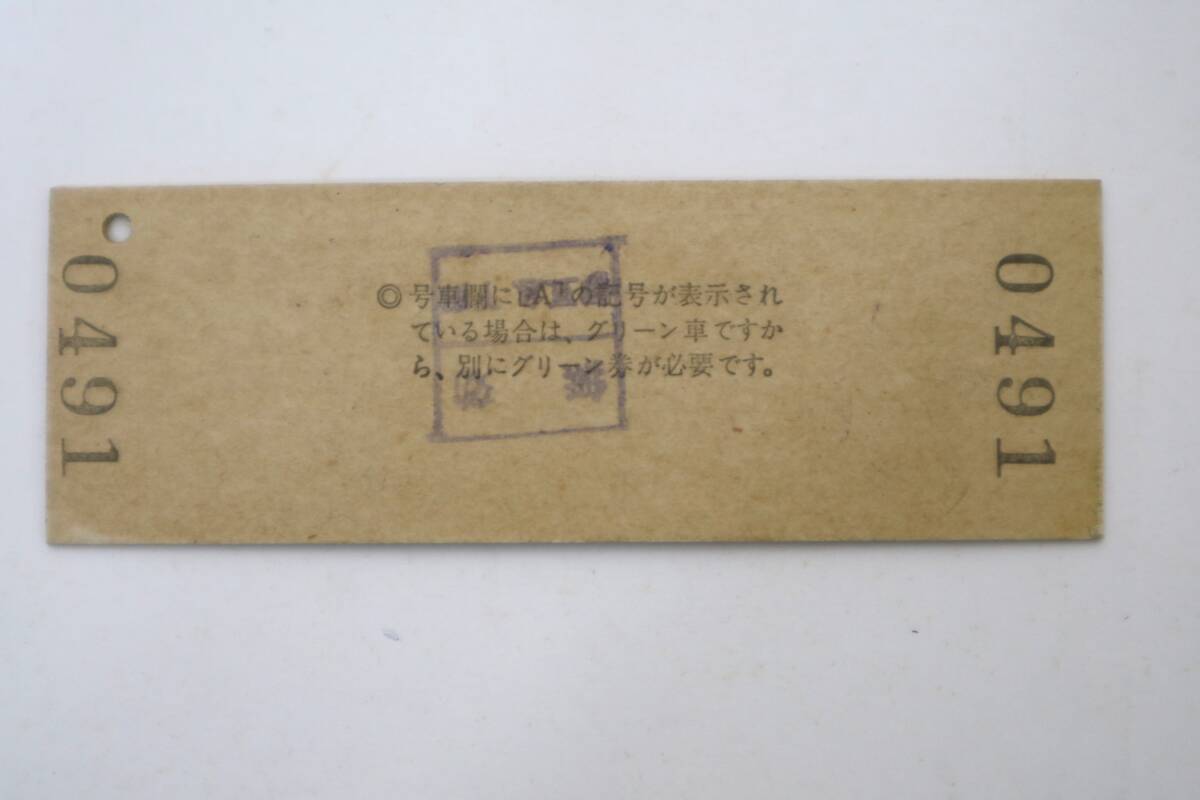 0491
◎号車欄に「A」の記号が表示され
ている場合は、グリーン車ですか
ら、別にグリーン券が必要です。
0491